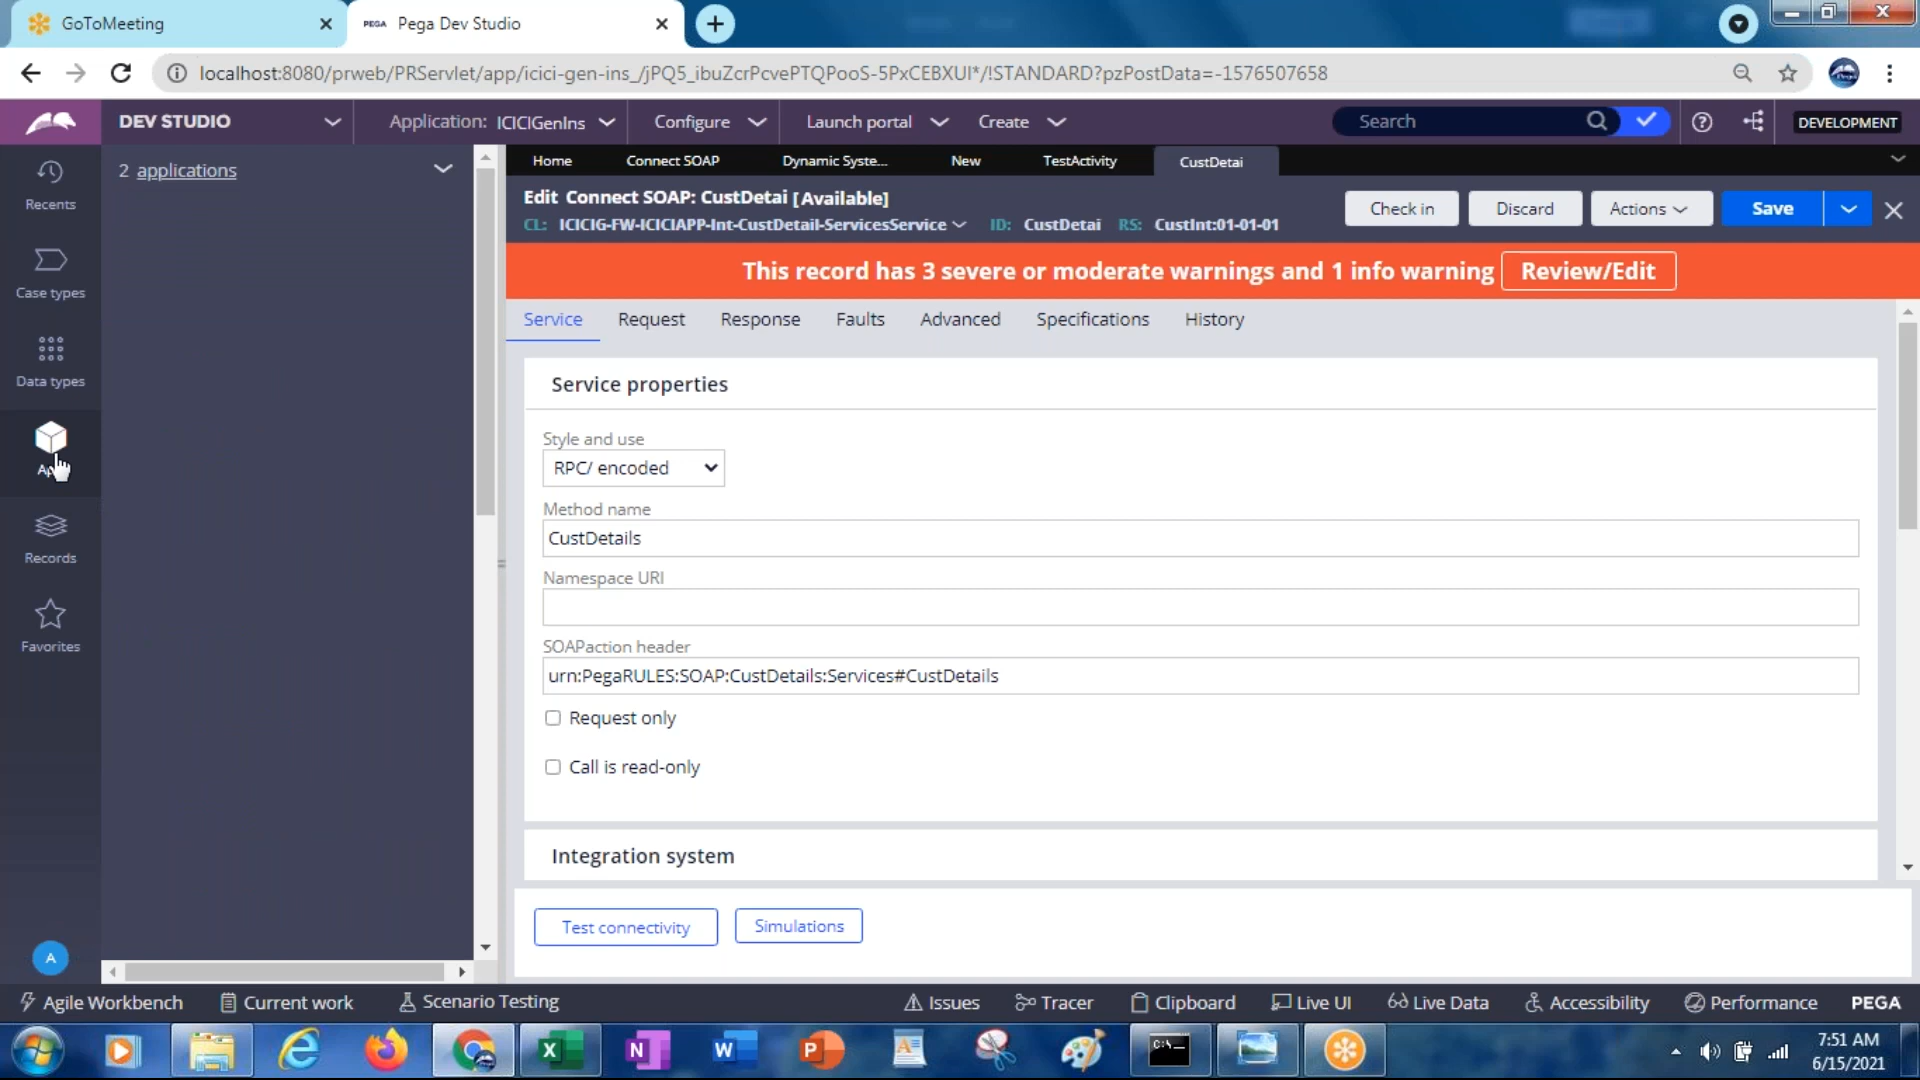 GoToMeeting
PEGA Pega Dev Studio
localhost:8080/prweb/PRServlet/app/icici-gen-ins_/jPQ5_ibuZcrPcvePTQPooS-5PxCEBXUI*/!STANDARD?pzPostData=-1576507658
DEV STUDIO
Application: ICICIGenIns
Configure
Launch portal
Create
Search
DEVELOPMENT
Recents
Case types
Data types
Records
Favorites
A
2 applications
Home
Connect SOAP
Dynamic Syste...
New
TestActivity
CustDetai
Edit Connect SOAP: CustDetai [Available]
CL: ICICIG-FW-ICICIAPP-Int-CustDetail-ServicesService ID: CustDetai RS: CustInt:01-01-01
Check in
Discard
Actions
Save
This record has 3 severe or moderate warnings and 1 info warning Review/Edit
Service
Request
Response
Faults
Advanced
Specifications
History
Service properties
Style and use
RPC/ encoded
Method name
CustDetails
Namespace URI
SOAPaction header
urn:PegaRULES:SOAP:CustDetails:Services#CustDetails
Request only
Call is read-only
Integration system
Test connectivity
Simulations
Agile Workbench
Current work
Scenario Testing
Issues
Tracer
Clipboard
Live UI
Live Data
Accessibility
Performance
PEGA
7:51 AM
6/15/2021